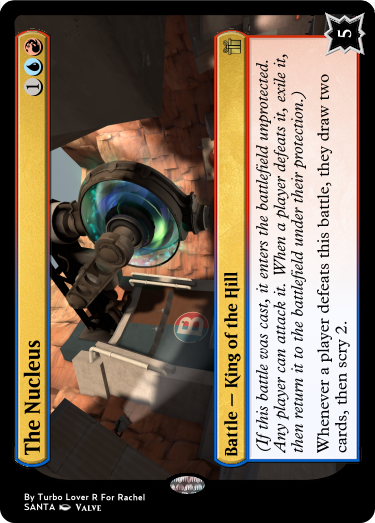 The Nucleus 1
Battle — King of the Hill
(If this battle was cast, it enters the battlefield unprotected.
Any player can attack it. When a player defeats it, exile it,
then return it to the battlefield under their protection.)
Whenever a player defeats this battle, they draw two
cards, then scry 2.
5
By Turbo Lover R For Rachel
SANTA Valve